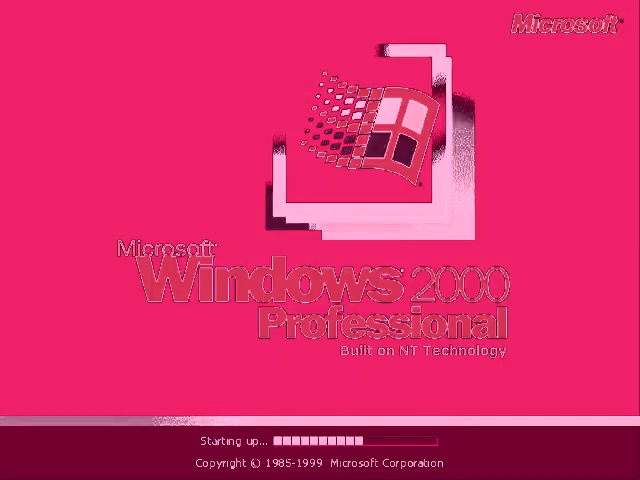 Microsoft
Microsoft
Windows 2000
Professional
Built on NT Technology
Starting up...
Copyright © 1985-1999 Microsoft Corporation